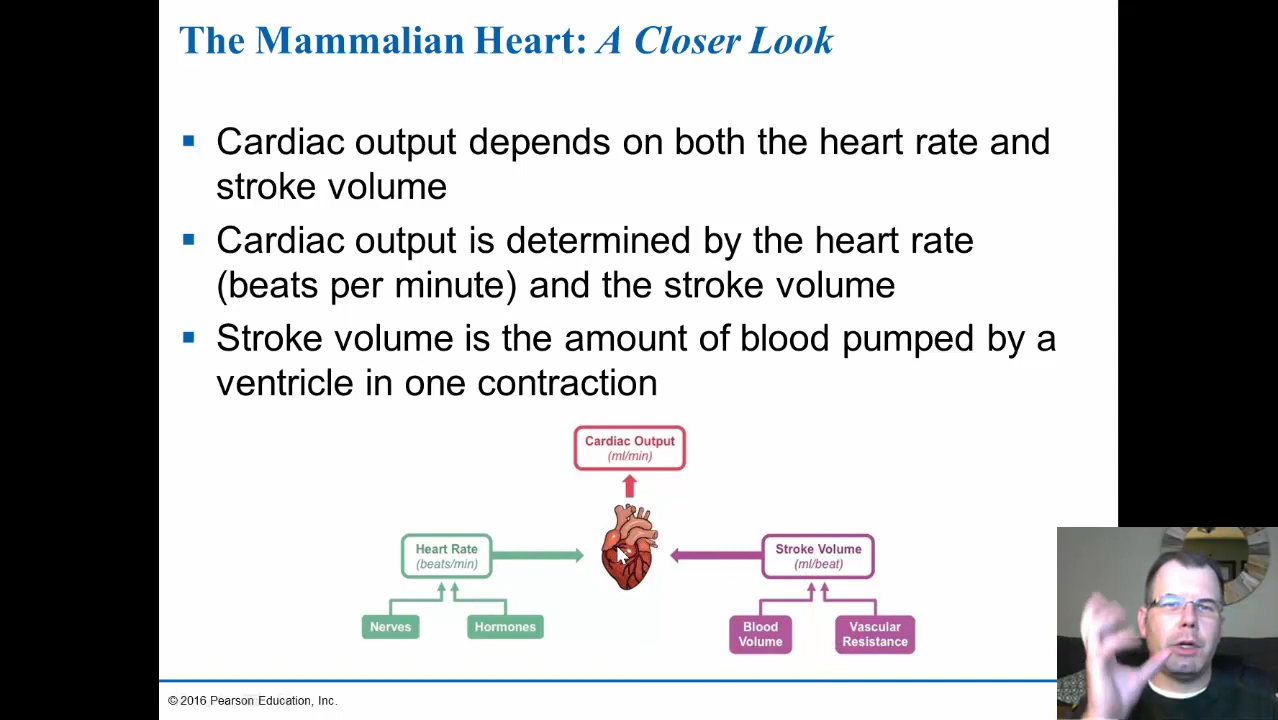 The Mammalian Heart: A Closer Look
Cardiac output depends on both the heart rate and
stroke volume
Cardiac output is determined by the heart rate
(beats per minute) and the stroke volume
Stroke volume is the amount of blood pumped by a
ventricle in one contraction
Cardiac Output
(ml/min)
Heart Rate
(beats/min)
Stroke Volume
(ml/beat)
Nerves
Hormones
Blood
Volume
Vascular
Resistance
© 2016 Pearson Education, Inc.